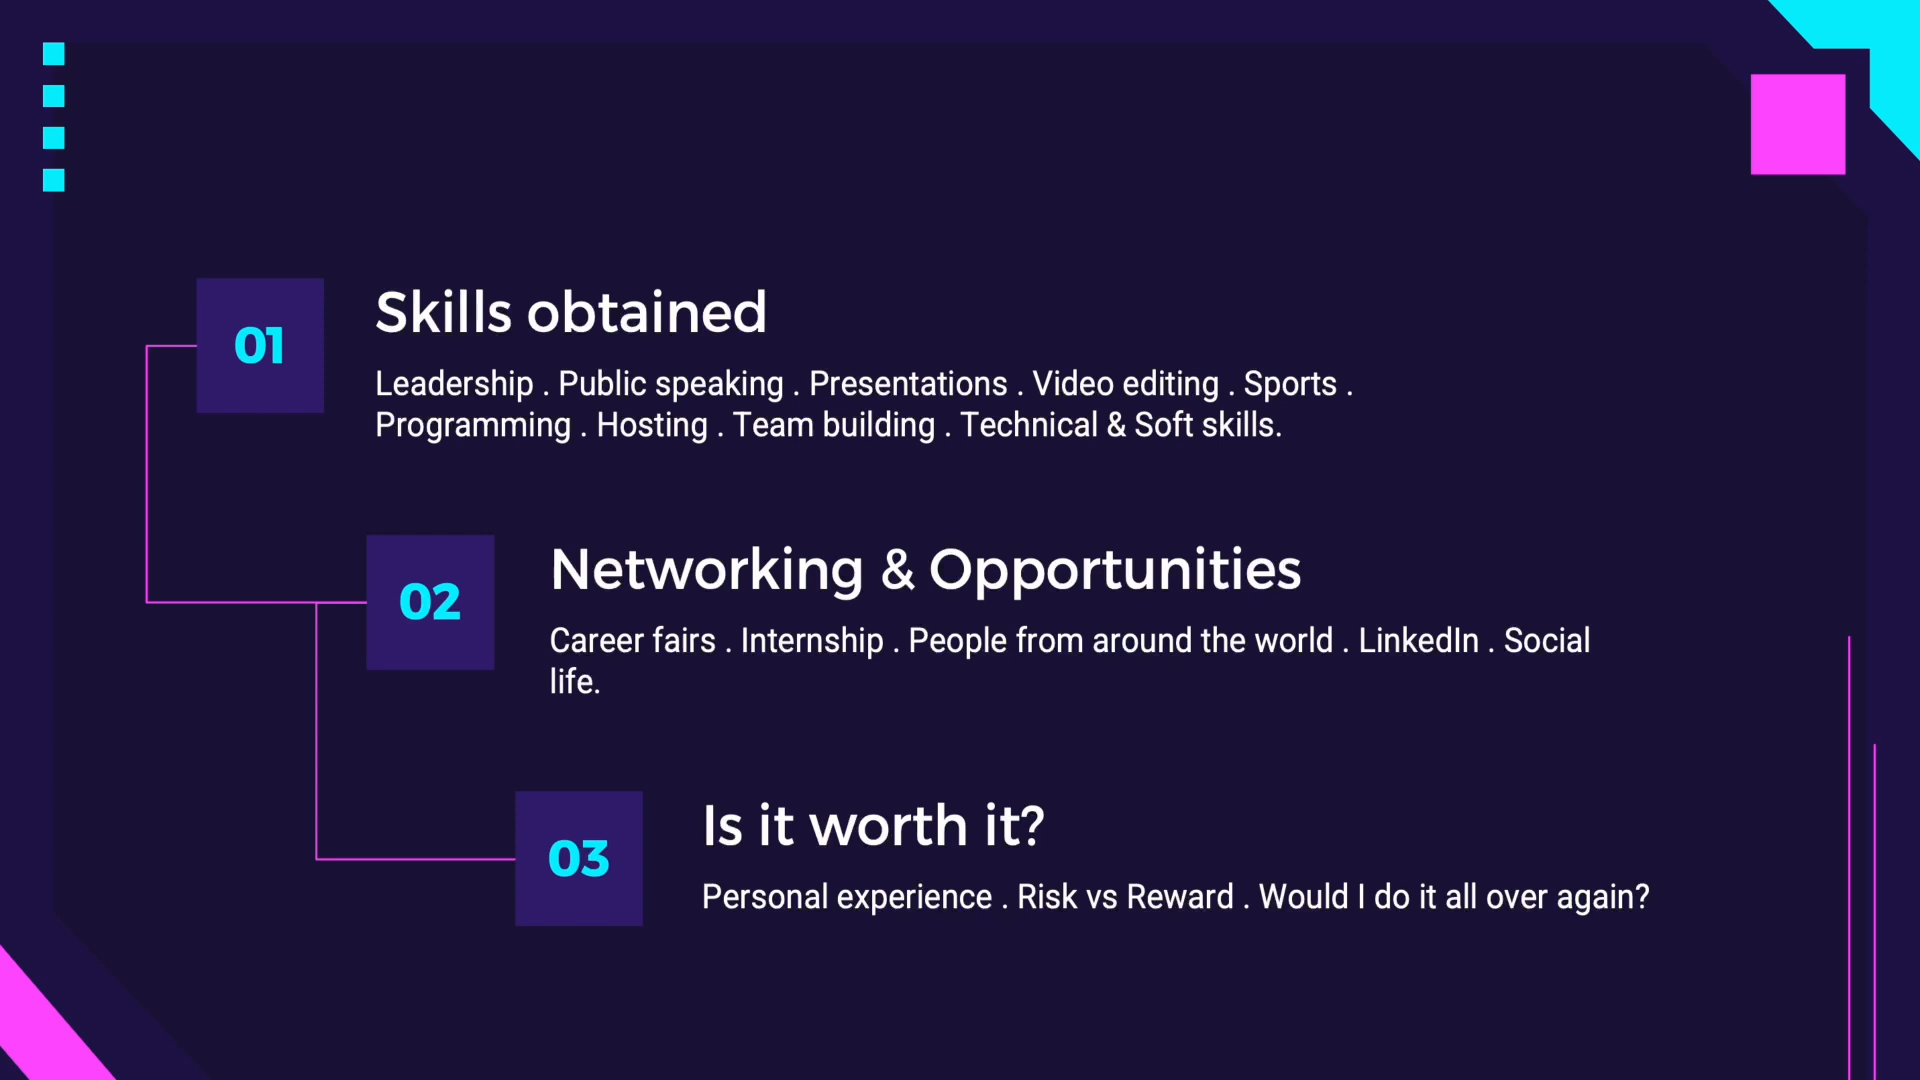 01
Skills obtained
Leadership . Public speaking . Presentations . Video editing . Sports .
Programming . Hosting . Team building . Technical & Soft skills.
02
Networking & Opportunities
Career fairs . Internship . People from around the world . LinkedIn . Social
life.
03
Is it worth it?
Personal experience . Risk vs Reward . Would I do it all over again?